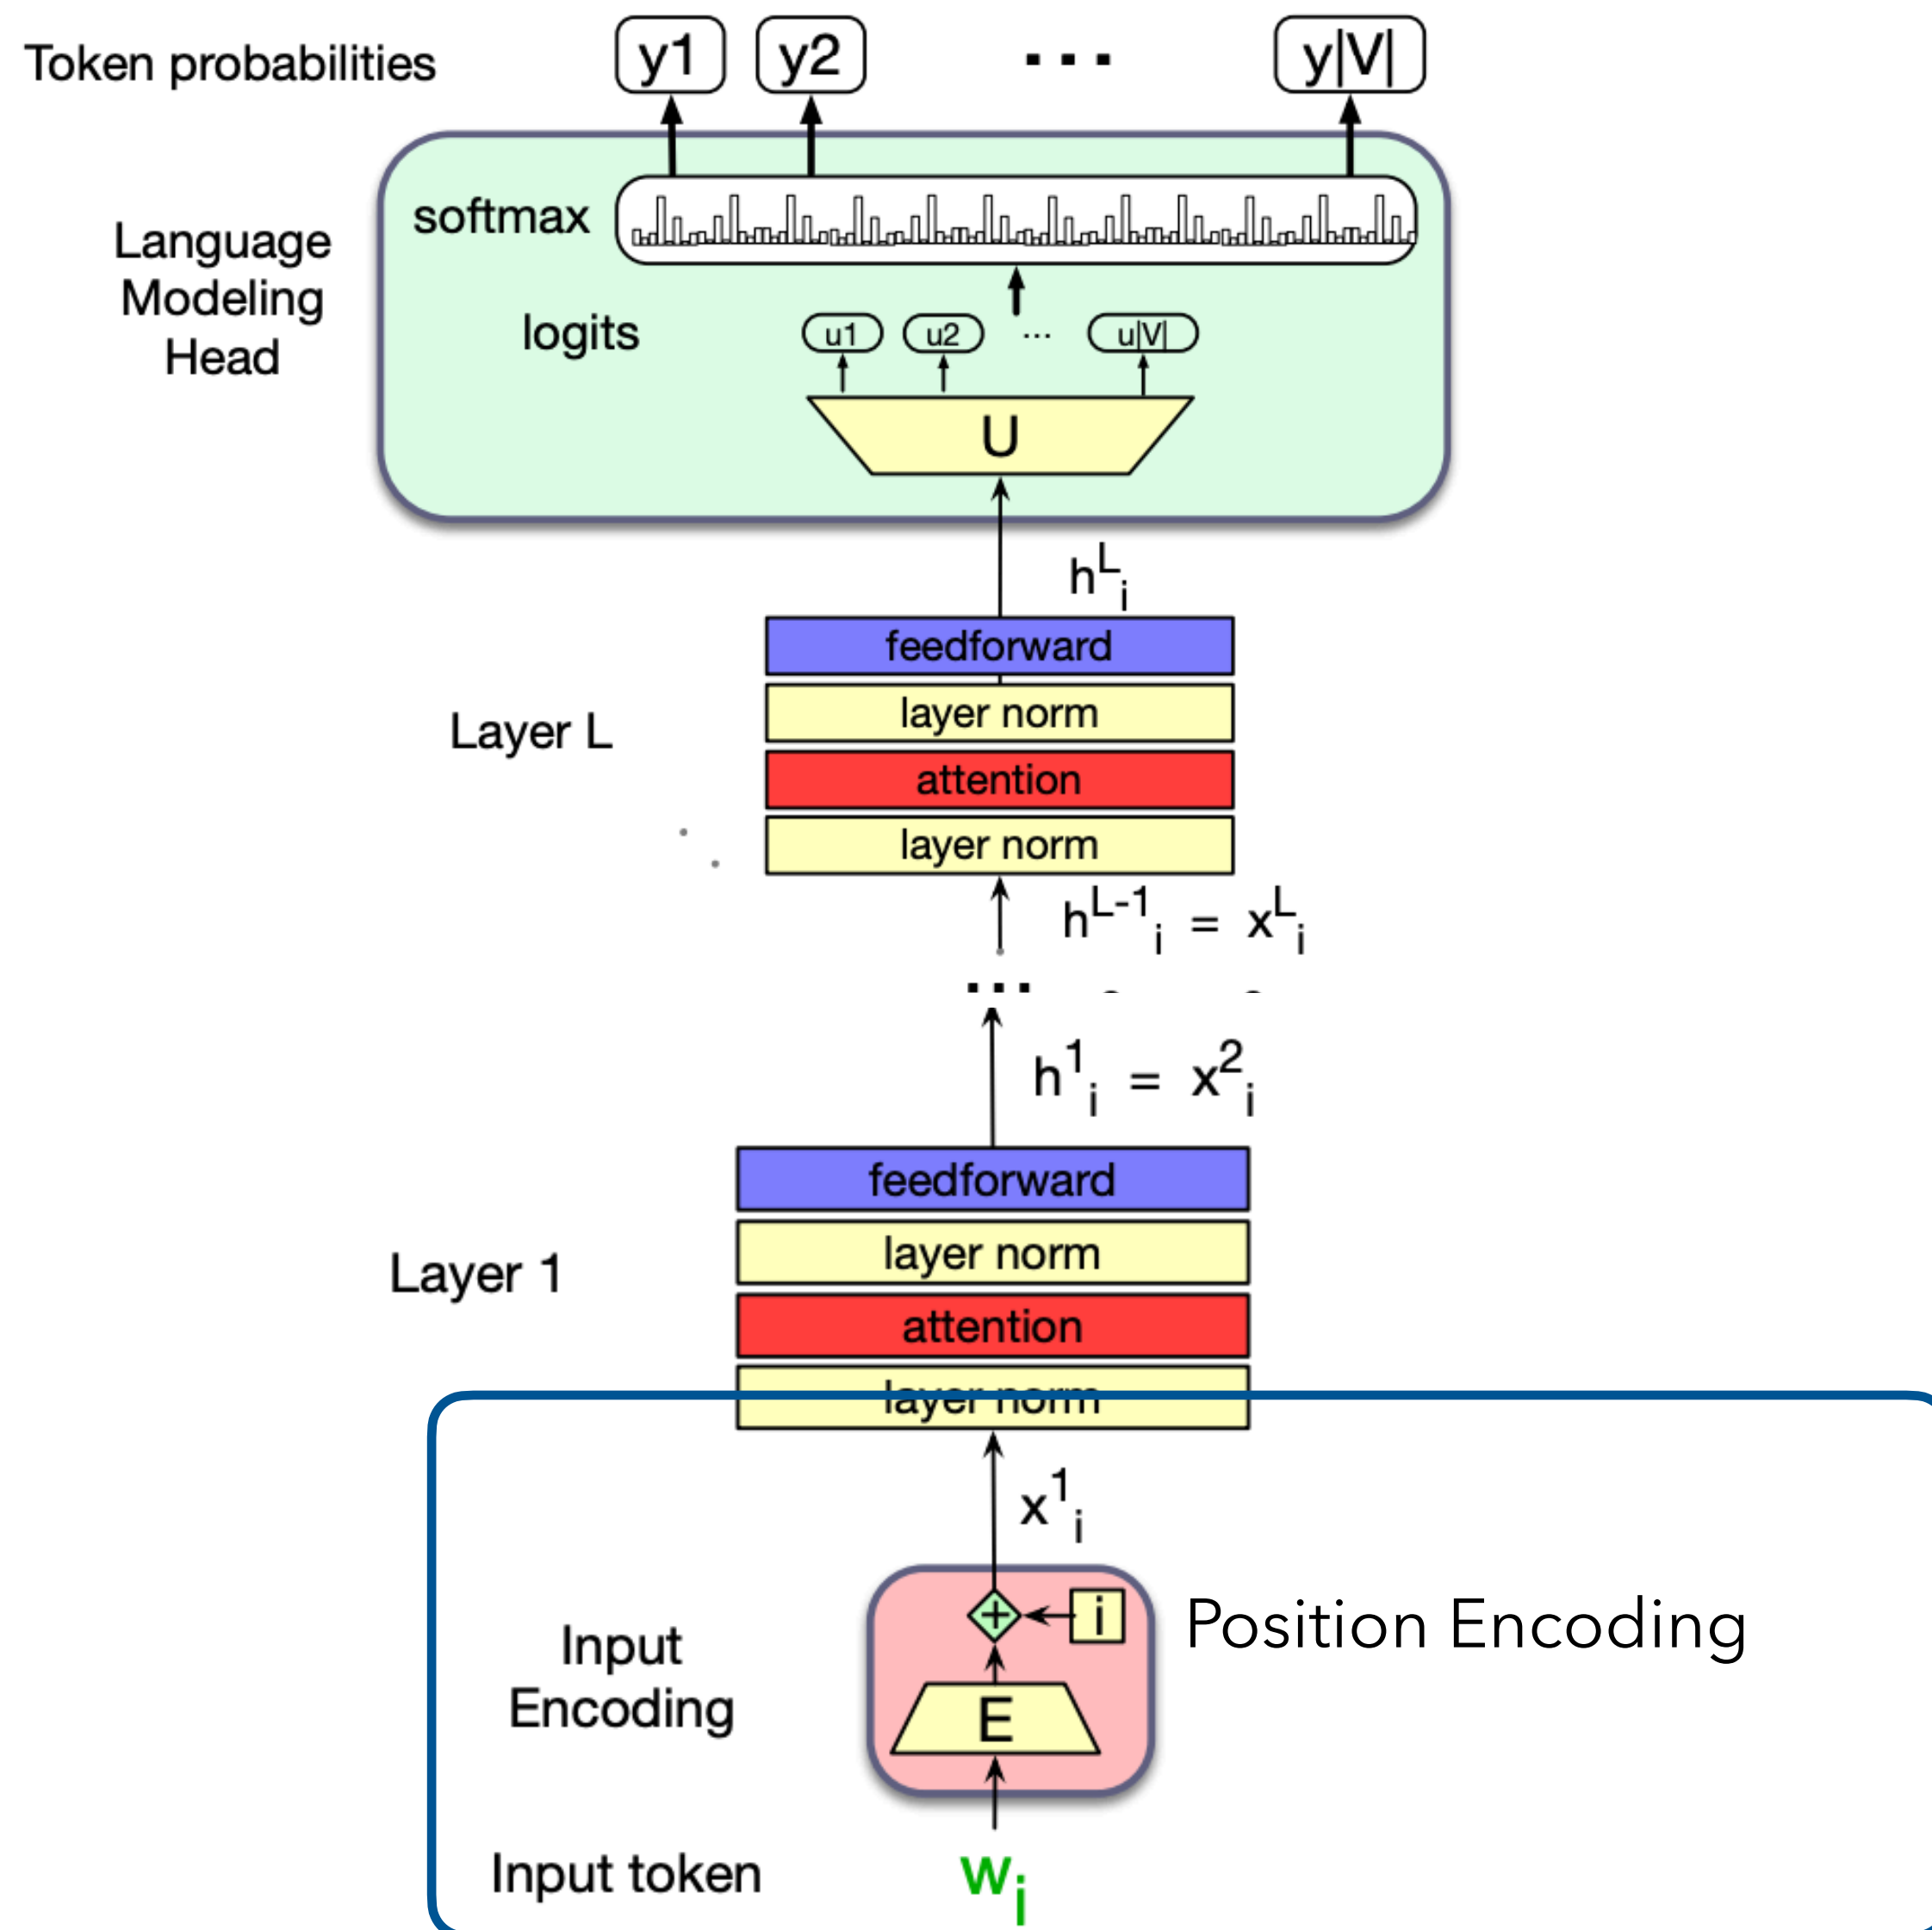 Token probabilities y1 y2 ... y|V|
softmax
Language
Modeling
Head
logits u1 u2 ... u|V|
U
h^L_i
feedforward
layer norm
Layer L
attention
layer norm
h^{L-1}_i = x^L_i
...
h^1_i = x^2_i
feedforward
layer norm
Layer 1
attention
layer norm
x^1_i
i Position Encoding
+
Input
Encoding
E
Input token w_i